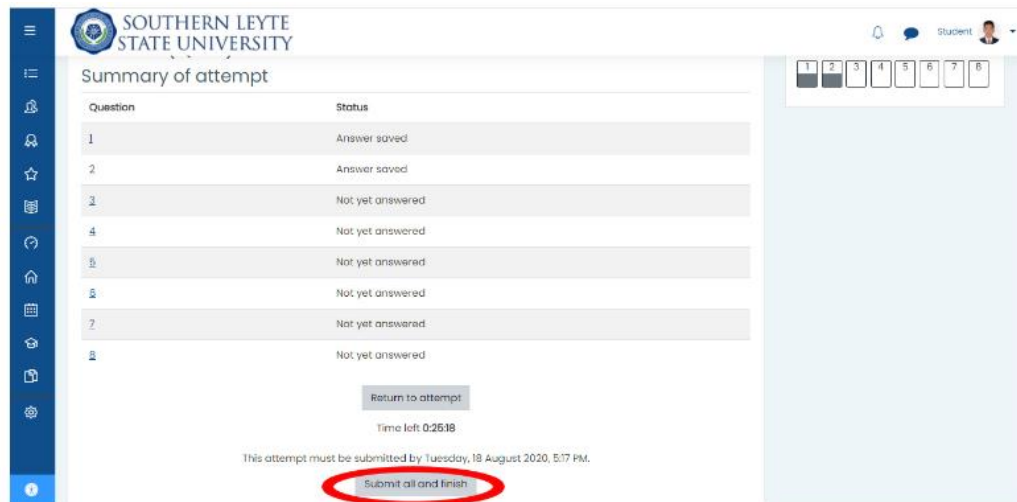 SOUTHERN LEYTE
STATE UNIVERSITY
Student
Summary of attempt
1 2 3 4 5 6 7 8
Question Status
1 Answer saved
2 Answer saved
3 Not yet answered
4 Not yet answered
5 Not yet answered
6 Not yet answered
7 Not yet answered
8 Not yet answered
Return to attempt
Time left 0:25:18
This attempt must be submitted by Tuesday, 18 August 2020, 5:17 PM.
Submit all and finish